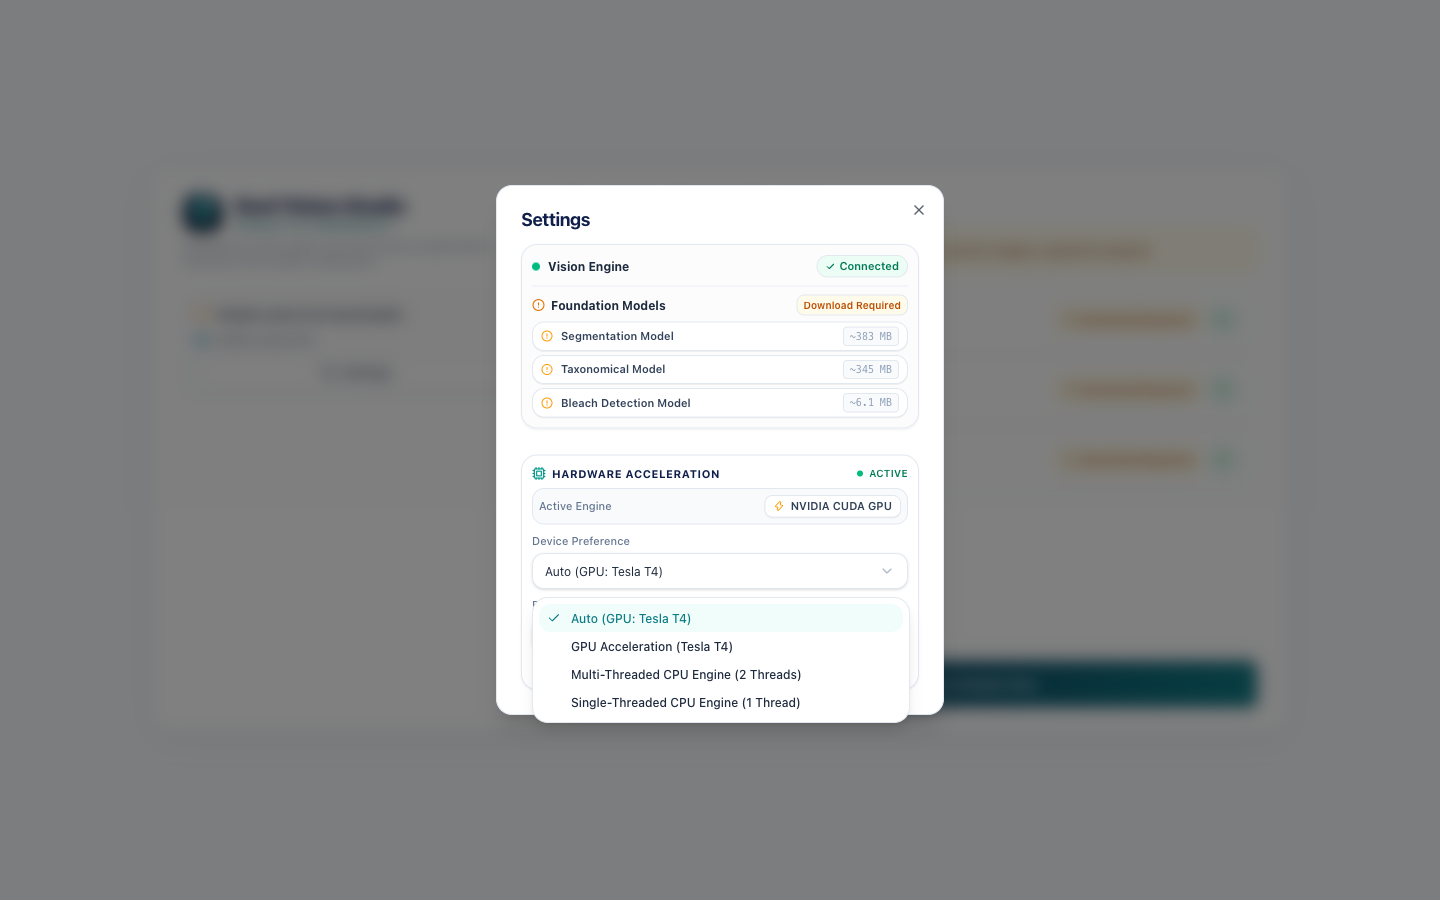 Settings
Vision Engine
Connected
Foundation Models
Download Required
Segmentation Model
~383 MB
Taxonomical Model
~345 MB
Bleach Detection Model
~6.1 MB
HARDWARE ACCELERATION
ACTIVE
Active Engine
NVIDIA CUDA GPU
Device Preference
Auto (GPU: Tesla T4)
Auto (GPU: Tesla T4)
GPU Acceleration (Tesla T4)
Multi-Threaded CPU Engine (2 Threads)
Single-Threaded CPU Engine (1 Thread)